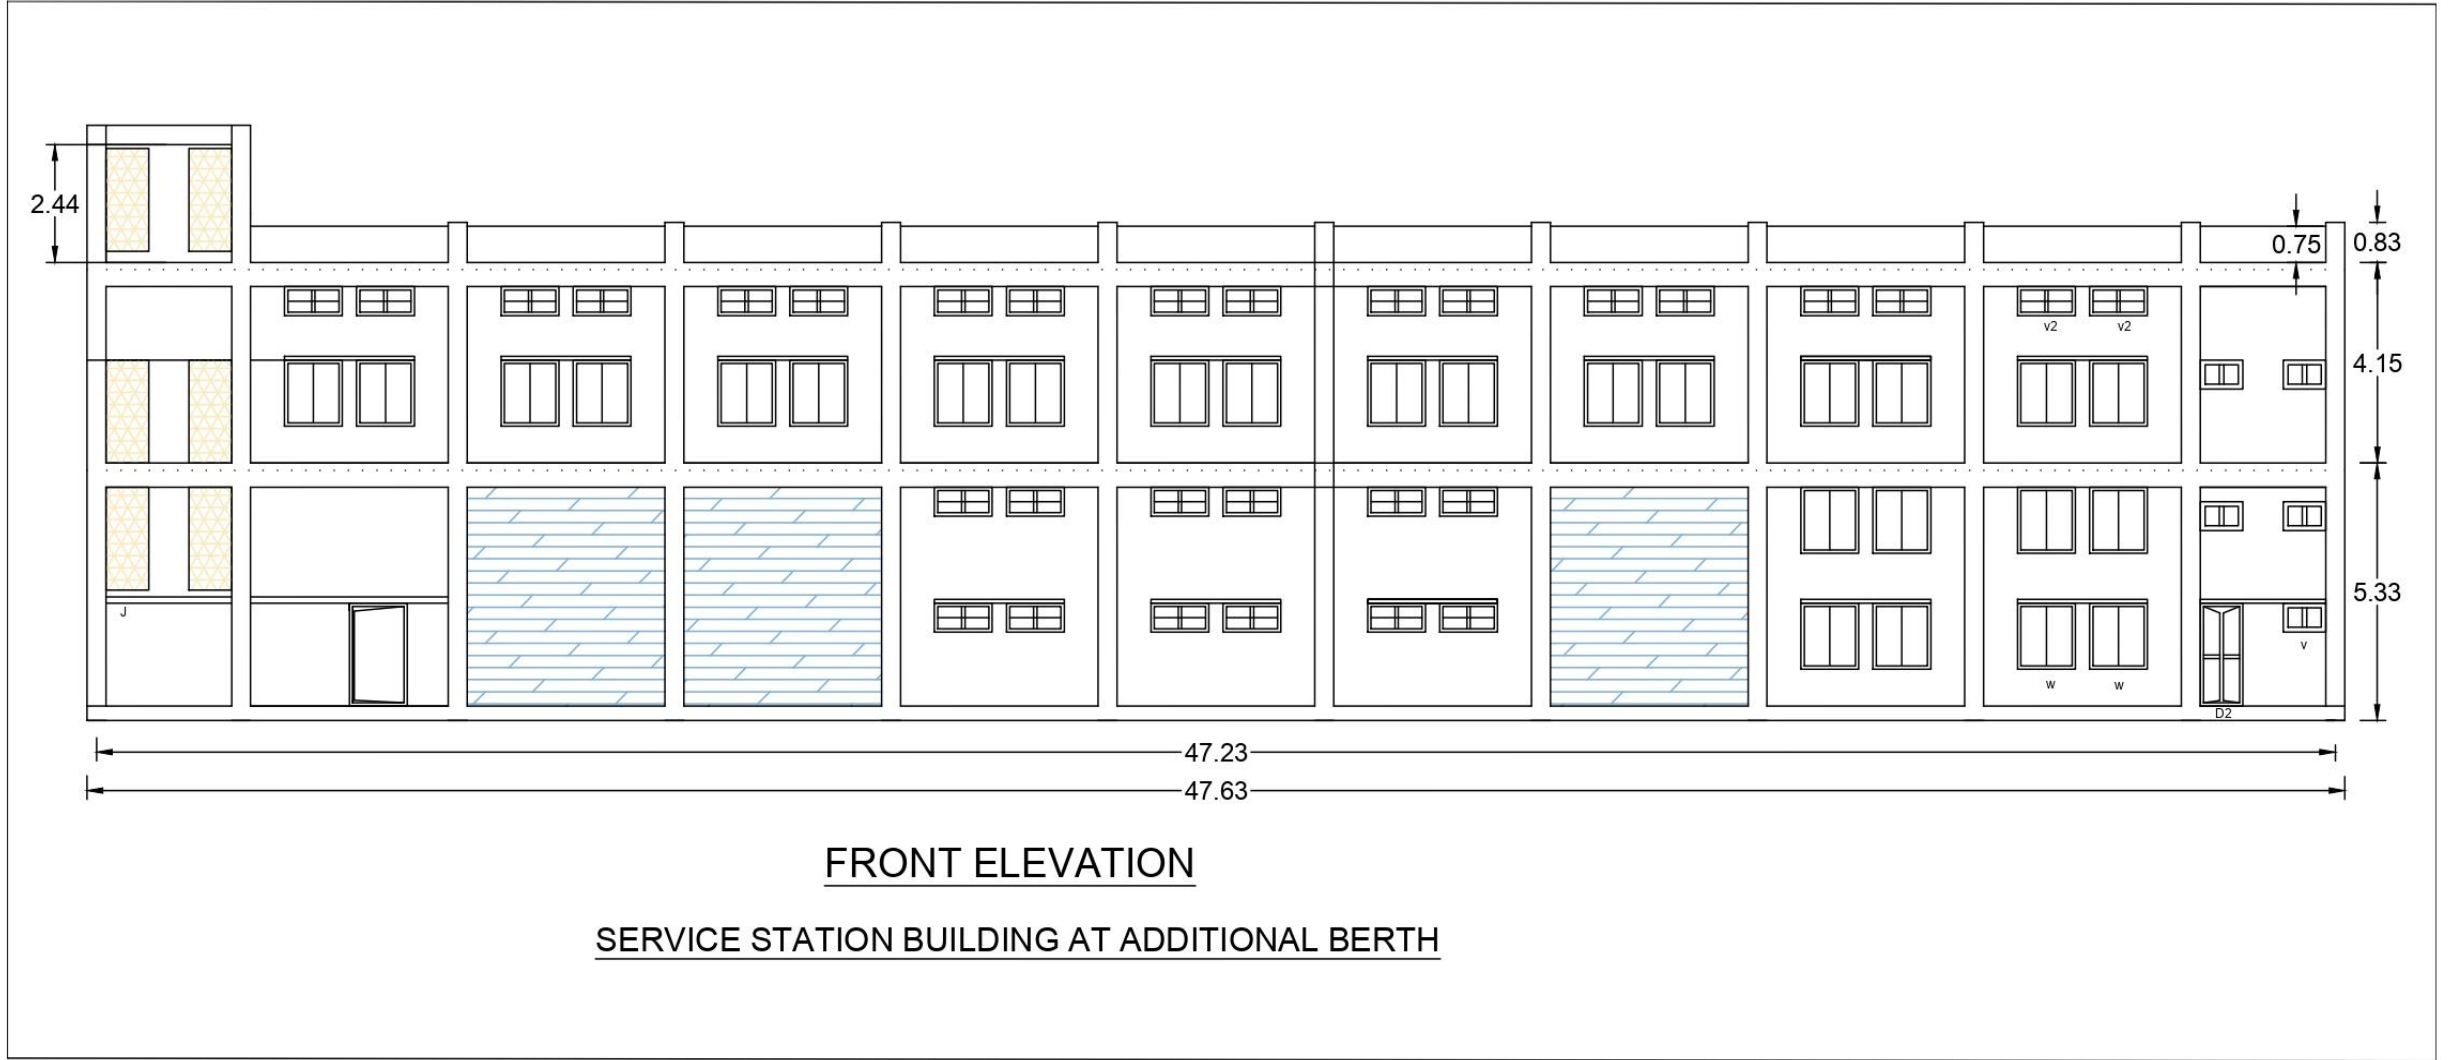 2.44
0.75
0.83
v2
v2
4.15
5.33
J
v
w
w
D2
47.23
47.63
FRONT ELEVATION
SERVICE STATION BUILDING AT ADDITIONAL BERTH